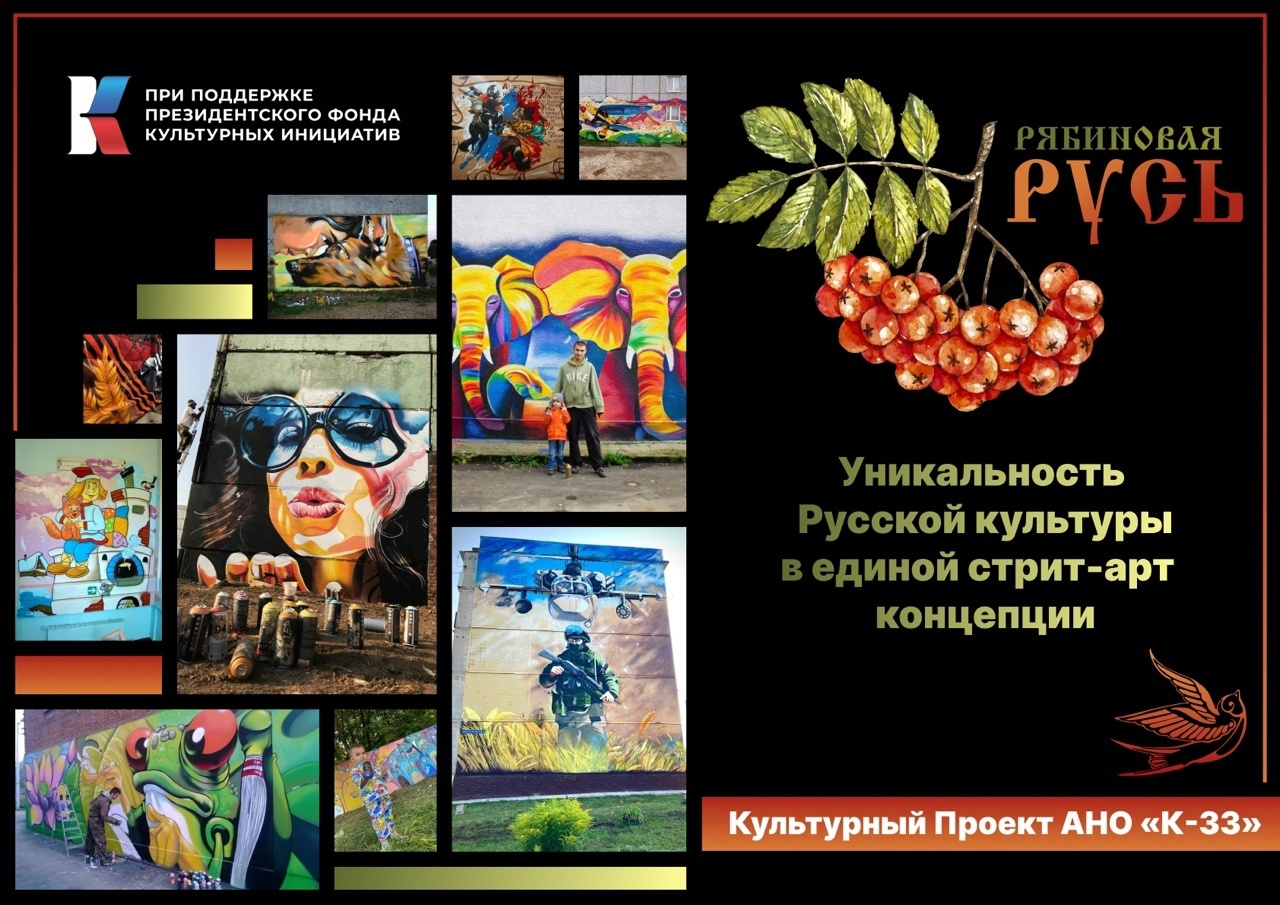 ПРИ ПОДДЕРЖКЕ
ПРЕЗИДЕНТСКОГО ФОНДА
КУЛЬТУРНЫХ ИНИЦИАТИВ
РЯБИНОВАЯ
РУСЬ
Уникальность
Русской культуры
в единой стрит-арт
концепции
Культурный Проект АНО «К-33»